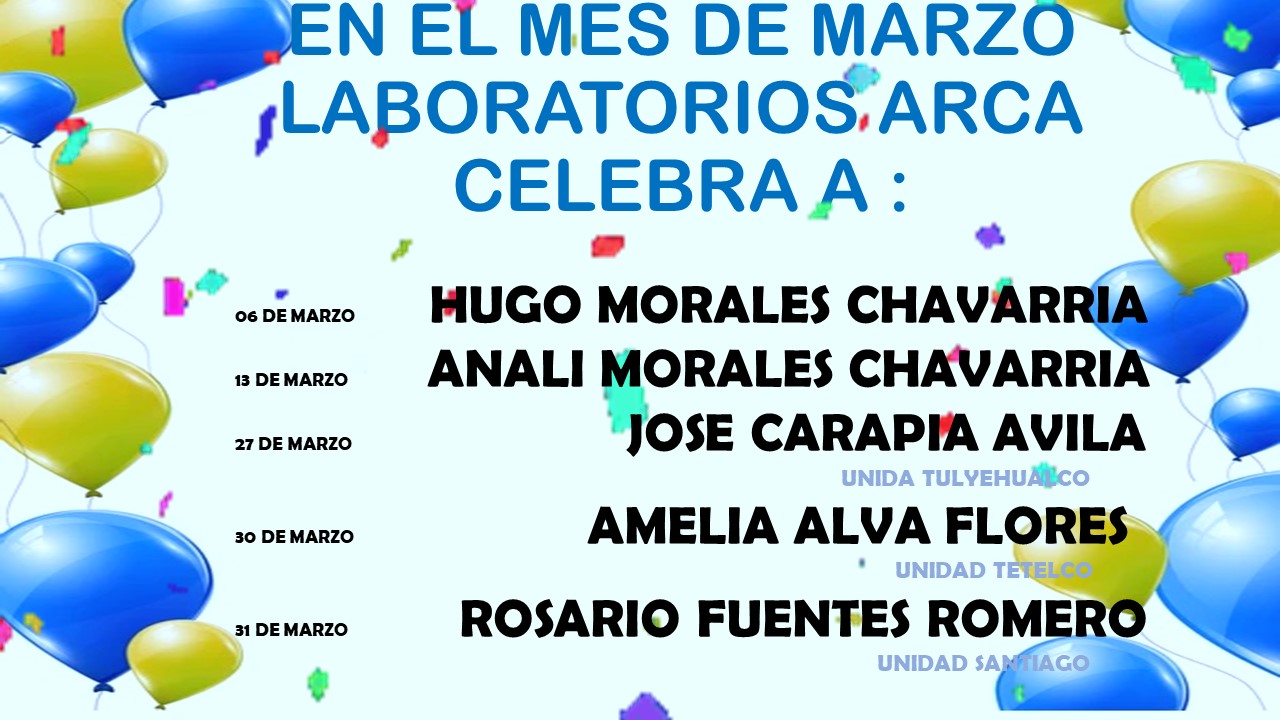 EN EL MES DE MARZO
LABORATORIOS ARCA
CELEBRA A :
06 DE MARZO HUGO MORALES CHAVARRIA
13 DE MARZO ANALI MORALES CHAVARRIA
27 DE MARZO JOSE CARAPIA AVILA
UNIDA TULYEHUALCO
30 DE MARZO AMELIA ALVA FLORES
UNIDAD TETELCO
31 DE MARZO ROSARIO FUENTES ROMERO
UNIDAD SANTIAGO